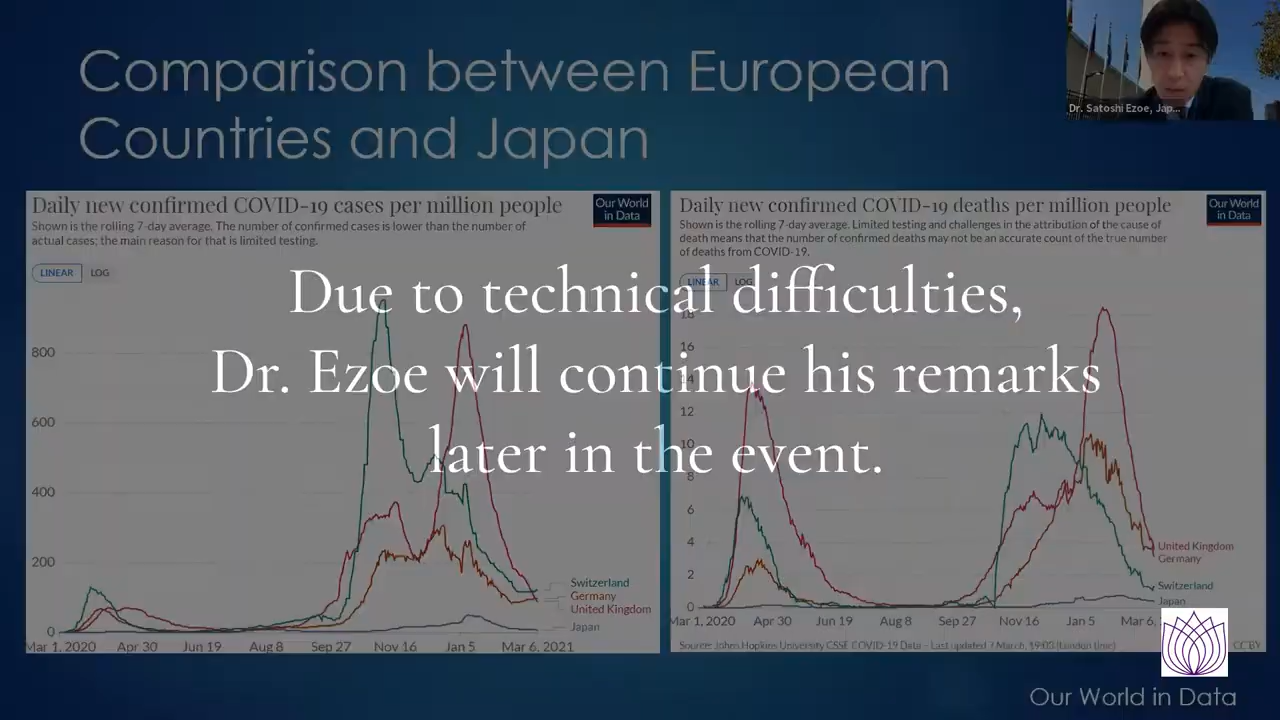 Comparison between European
Countries and Japan
Dr. Satoshi Ezoe, Jap...
Daily new confirmed COVID-19 cases per million people
Our World
in Data
Shown is the rolling 7-day average. The number of confirmed cases is lower than the number of
actual cases; the main reason for that is limited testing.
LINEAR LOG
800
600
400
200
0
Mar 1, 2020 Apr 30 Jun 19 Aug 8 Sep 27 Nov 16 Jan 5 Mar 6, 2021
Switzerland
Germany
United Kingdom
Japan
Daily new confirmed COVID-19 deaths per million people
Our World
in Data
Shown is the rolling 7-day average. Limited testing and challenges in the attribution of the cause of
death means that the number of confirmed deaths may not be an accurate count of the true number
of deaths from COVID-19.
LINEAR LOG
18
16
14
12
10
8
6
4
2
0
Mar 1, 2020 Apr 30 Jun 19 Aug 8 Sep 27 Nov 16 Jan 5 Mar 6,
United Kingdom
Germany
Switzerland
Japan
Source: Johns Hopkins University CSSE COVID-19 Data – Last updated 7 March, 19:03 (London time)
CC BY
Due to technical difficulties,
Dr. Ezoe will continue his remarks
later in the event.
Our World in Data